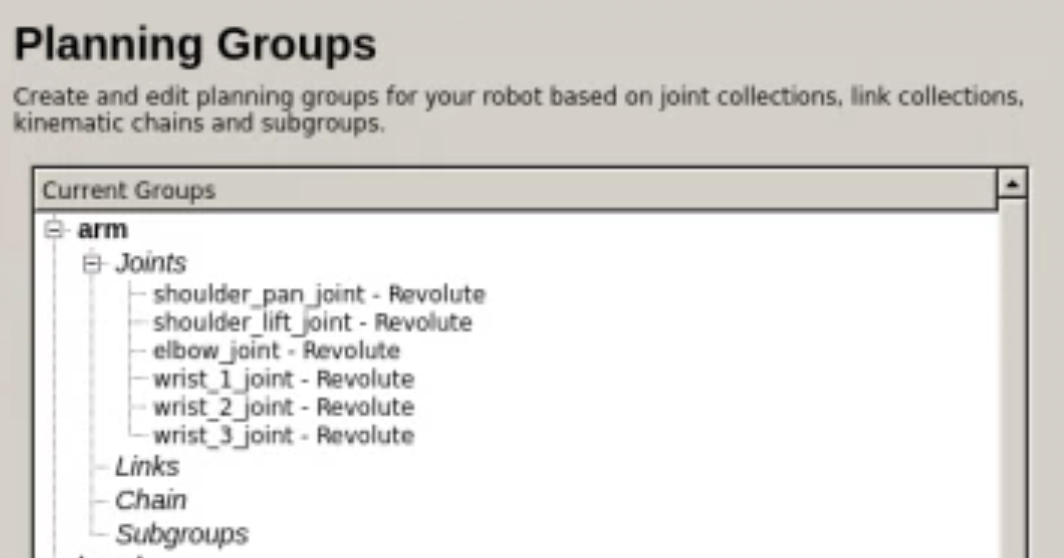 Planning Groups
Create and edit planning groups for your robot based on joint collections, link collections,
kinematic chains and subgroups.
Current Groups
arm
Joints
shoulder_pan_joint - Revolute
shoulder_lift_joint - Revolute
elbow_joint - Revolute
wrist_1_joint - Revolute
wrist_2_joint - Revolute
wrist_3_joint - Revolute
Links
Chain
Subgroups